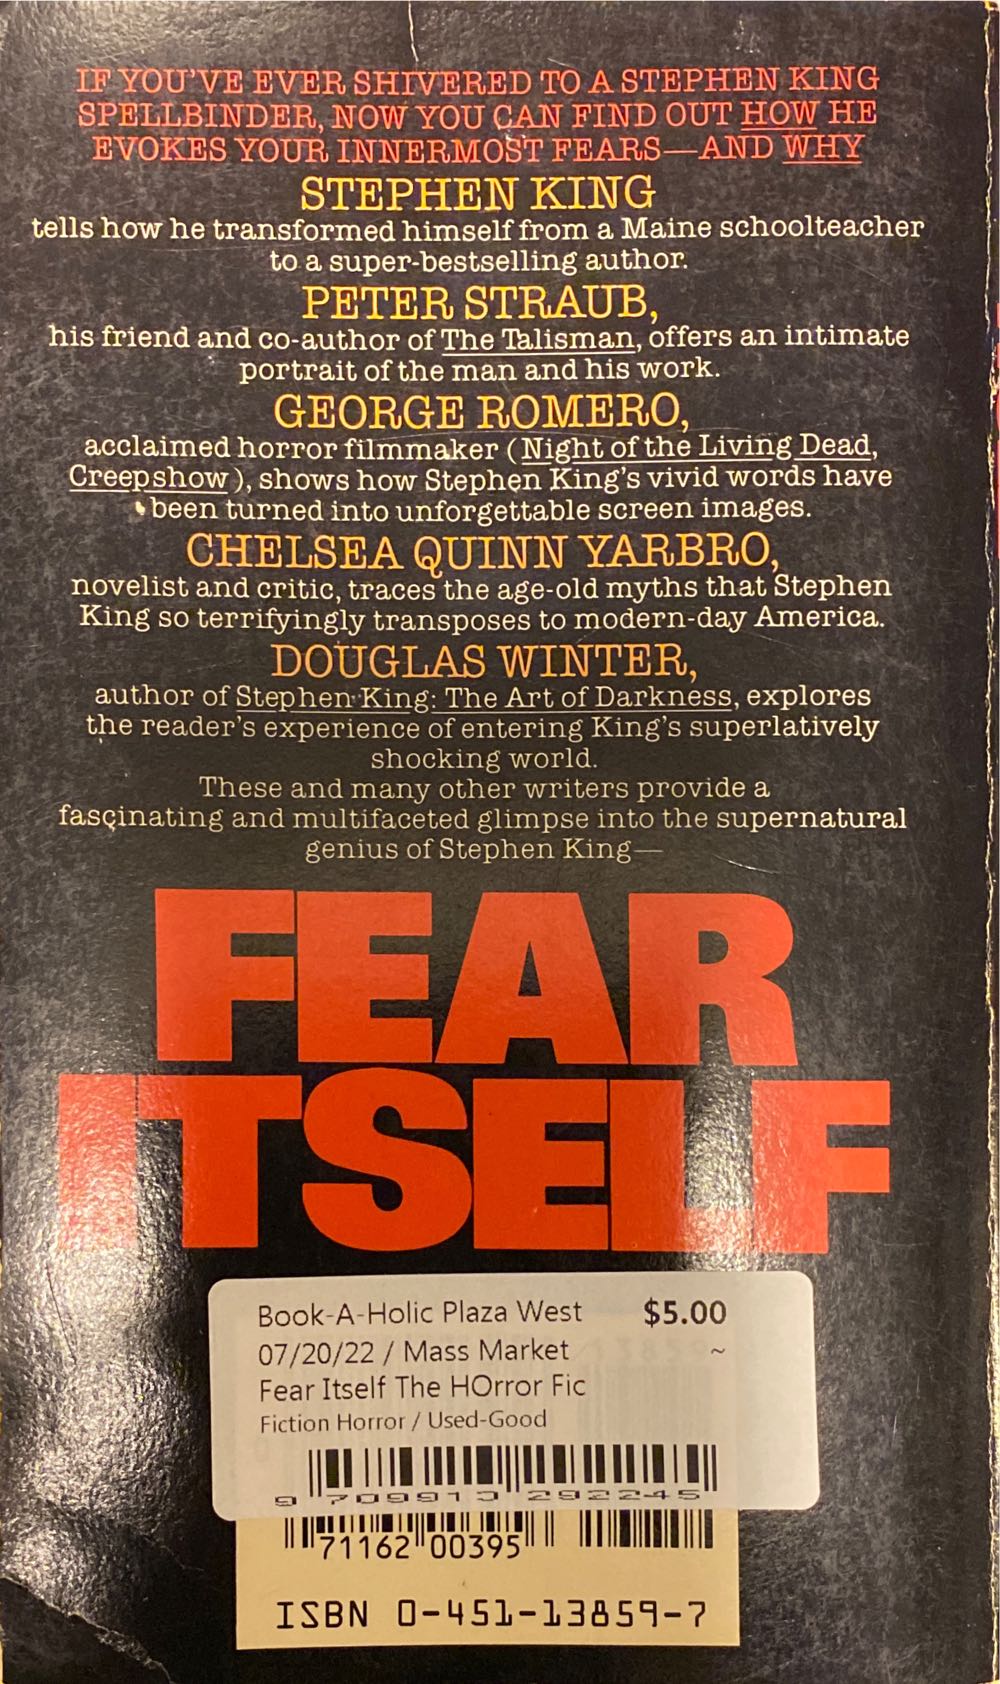 IF YOU'VE EVER SHIVERED TO A STEPHEN KING
SPELLBINDER, NOW YOU CAN FIND OUT HOW HE
EVOKES YOUR INNERMOST FEARS—AND WHY
STEPHEN KING
tells how he transformed himself from a Maine schoolteacher
to a super-bestselling author.
PETER STRAUB,
his friend and co-author of The Talisman, offers an intimate
portrait of the man and his work.
GEORGE ROMERO,
acclaimed horror filmmaker (Night of the Living Dead,
Creepshow), shows how Stephen King's vivid words have
been turned into unforgettable screen images.
CHELSEA QUINN YARBRO,
novelist and critic, traces the age-old myths that Stephen
King so terrifyingly transposes to modern-day America.
DOUGLAS WINTER,
author of Stephen King: The Art of Darkness, explores
the reader's experience of entering King's superlatively
shocking world.
These and many other writers provide a
fascinating and multifaceted glimpse into the supernatural
genius of Stephen King—
FEAR
ITSELF
Book-A-Holic Plaza West $5.00
07/20/22 / Mass Market ~
Fear Itself The HOrror Fic
Fiction Horror / Used-Good
9 709913 292245
71162 00395
ISBN 0-451-13859-7